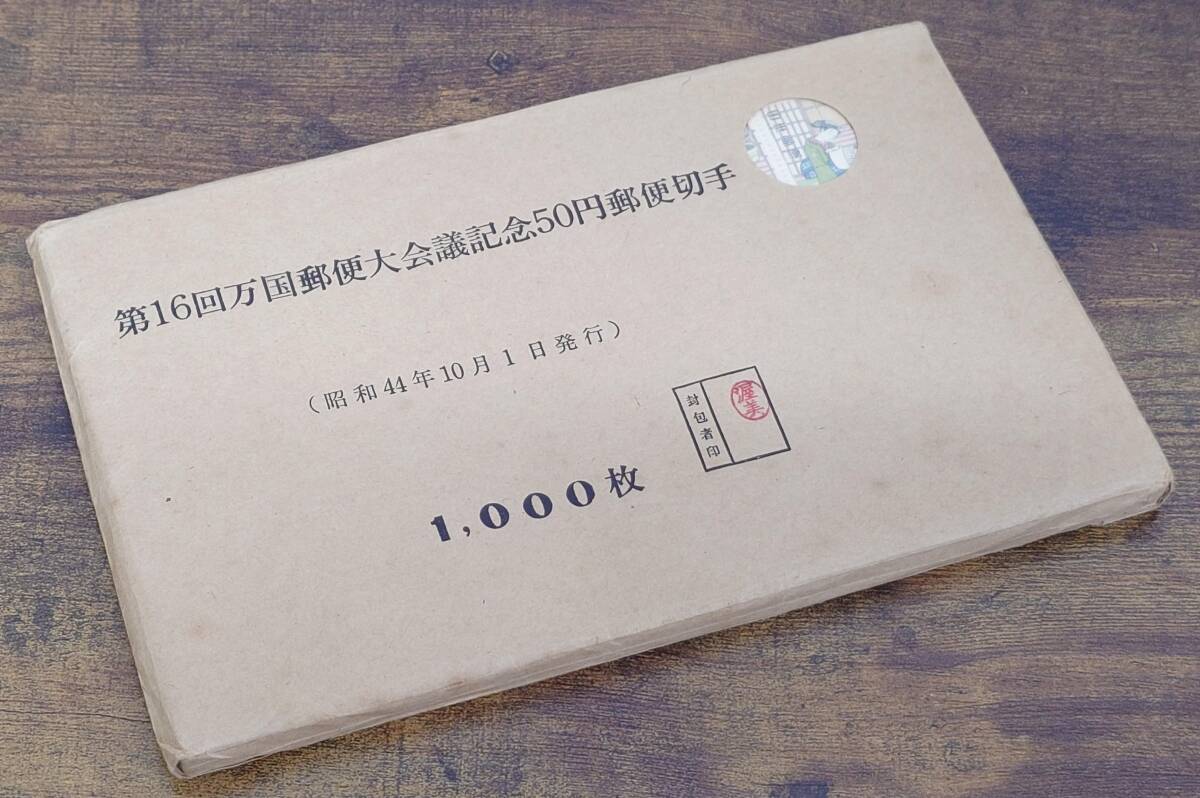 第16回万国郵便大会議記念50円郵便切手
（昭和44年10月1日発行）
1,000枚
封包者印
渥美